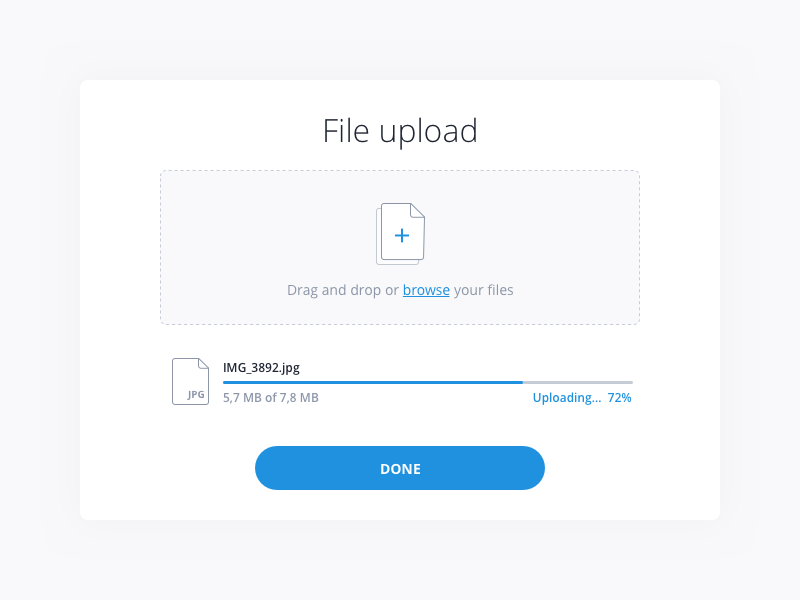 File upload
Drag and drop or browse your files
IMG_3892.jpg
JPG
5,7 MB of 7,8 MB
Uploading... 72%
DONE